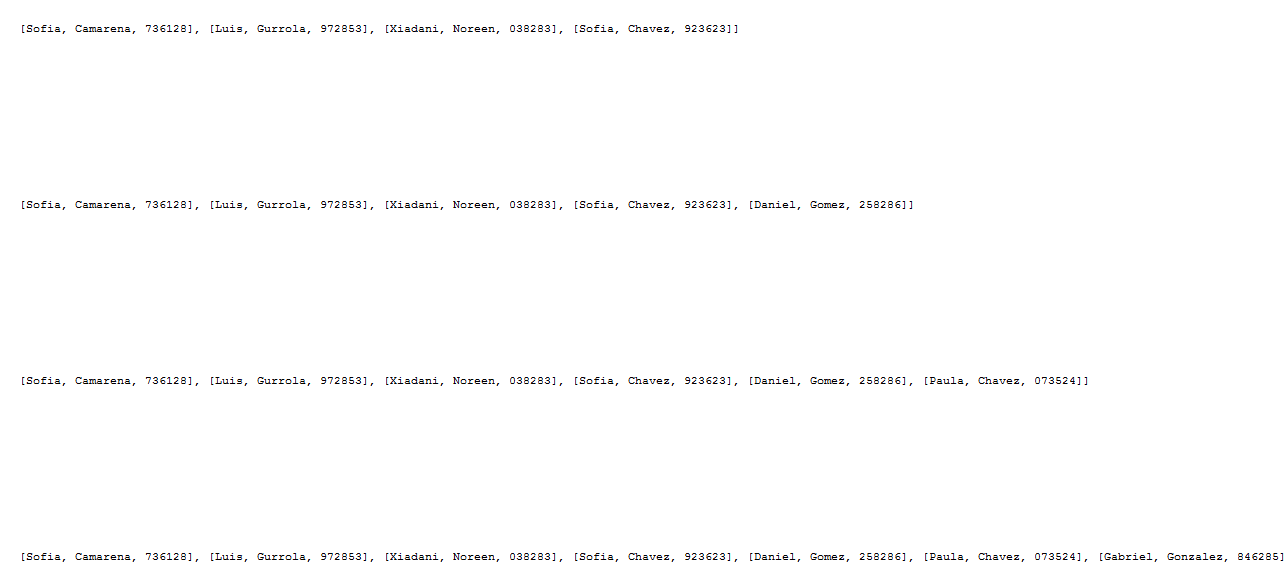 [Sofia, Camarena, 736128], [Luis, Gurrola, 972853], [Xiadani, Noreen, 038283], [Sofia, Chavez, 923623]]
[Sofia, Camarena, 736128], [Luis, Gurrola, 972853], [Xiadani, Noreen, 038283], [Sofia, Chavez, 923623], [Daniel, Gomez, 258286]]
[Sofia, Camarena, 736128], [Luis, Gurrola, 972853], [Xiadani, Noreen, 038283], [Sofia, Chavez, 923623], [Daniel, Gomez, 258286], [Paula, Chavez, 073524]]
[Sofia, Camarena, 736128], [Luis, Gurrola, 972853], [Xiadani, Noreen, 038283], [Sofia, Chavez, 923623], [Daniel, Gomez, 258286], [Paula, Chavez, 073524], [Gabriel, Gonzalez, 846285]